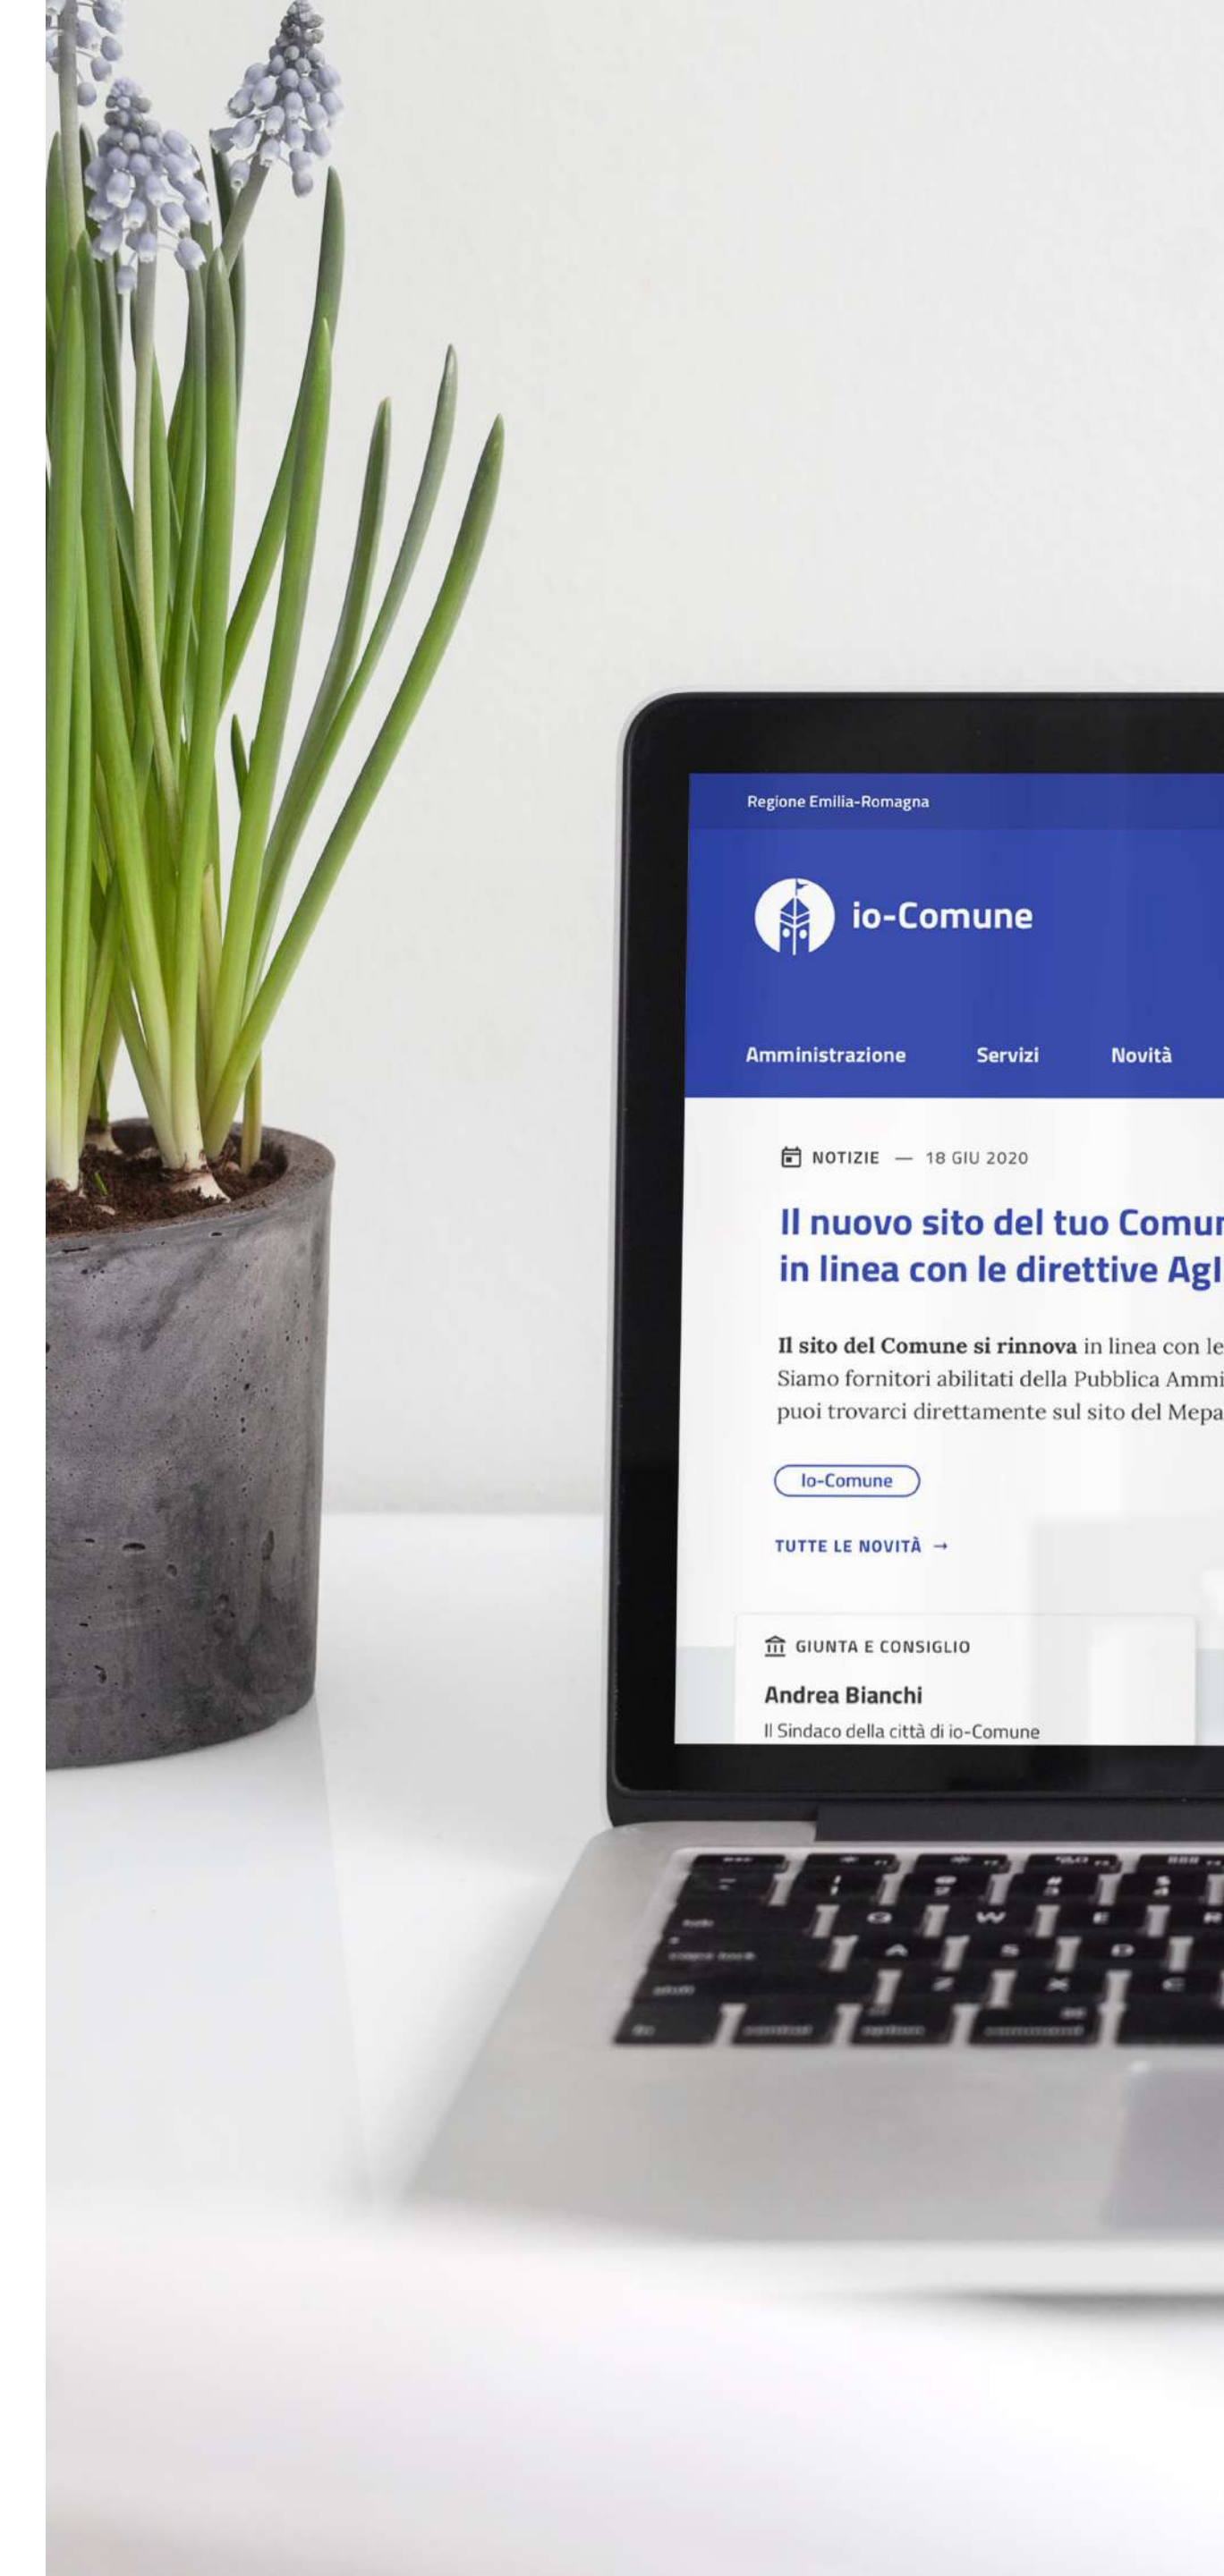 Regione Emilia-Romagna
io-Comune
Amministrazione Servizi Novità
NOTIZIE — 18 GIU 2020
Il nuovo sito del tuo Comun
in linea con le direttive AgI
Il sito del Comune si rinnova in linea con le
Siamo fornitori abilitati della Pubblica Ammi
puoi trovarci direttamente sul sito del Mepa
Io-Comune
TUTTE LE NOVITÀ →
GIUNTA E CONSIGLIO
Andrea Bianchi
Il Sindaco della città di io-Comune
Q W E R
A S D
Z X C